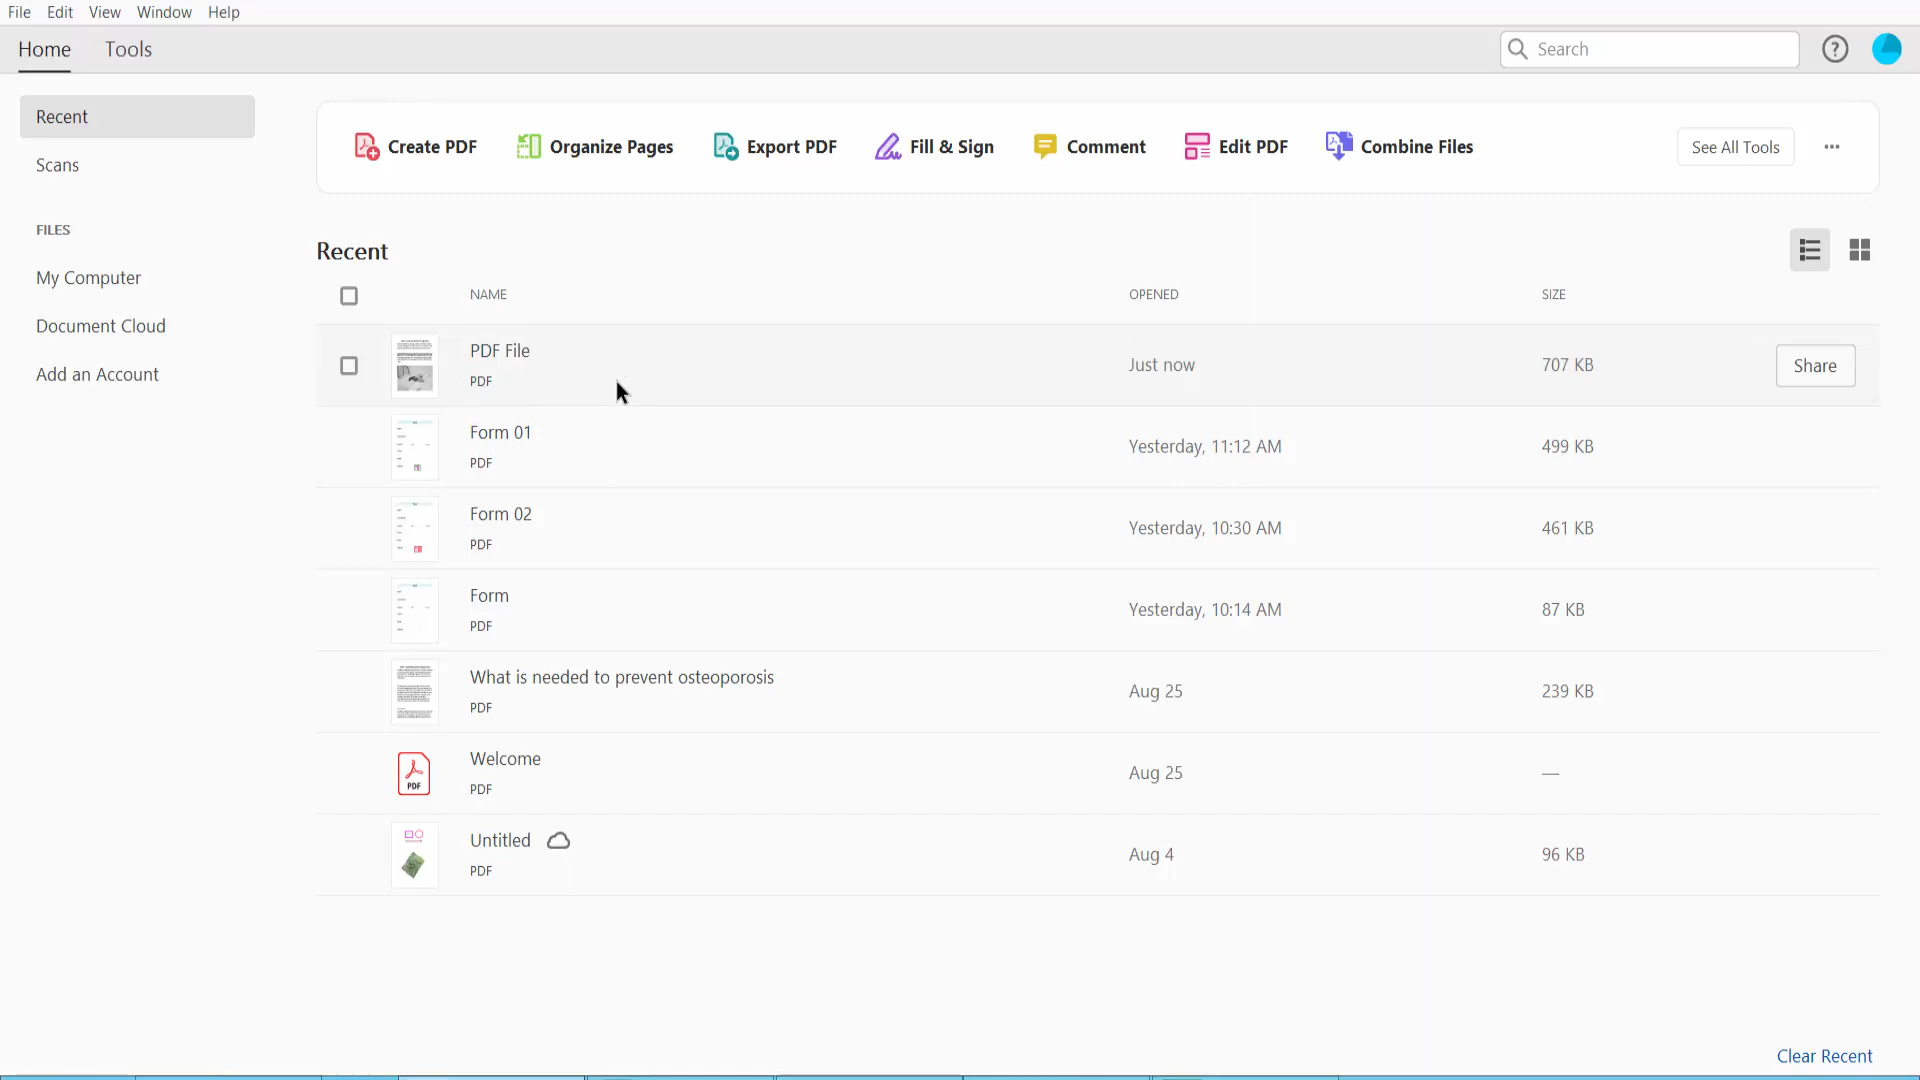 File Edit View Window Help
Home Tools Search
Recent
Scans
FILES
My Computer
Document Cloud
Add an Account
Create PDF Organize Pages Export PDF Fill & Sign Comment Edit PDF Combine Files See All Tools
Recent
NAME OPENED SIZE
PDF File
PDF
Just now 707 KB Share
Form 01
PDF
Yesterday, 11:12 AM 499 KB
Form 02
PDF
Yesterday, 10:30 AM 461 KB
Form
PDF
Yesterday, 10:14 AM 87 KB
What is needed to prevent osteoporosis
PDF
Aug 25 239 KB
PDF
Welcome
PDF
Aug 25 —
Untitled
PDF
Aug 4 96 KB
Clear Recent